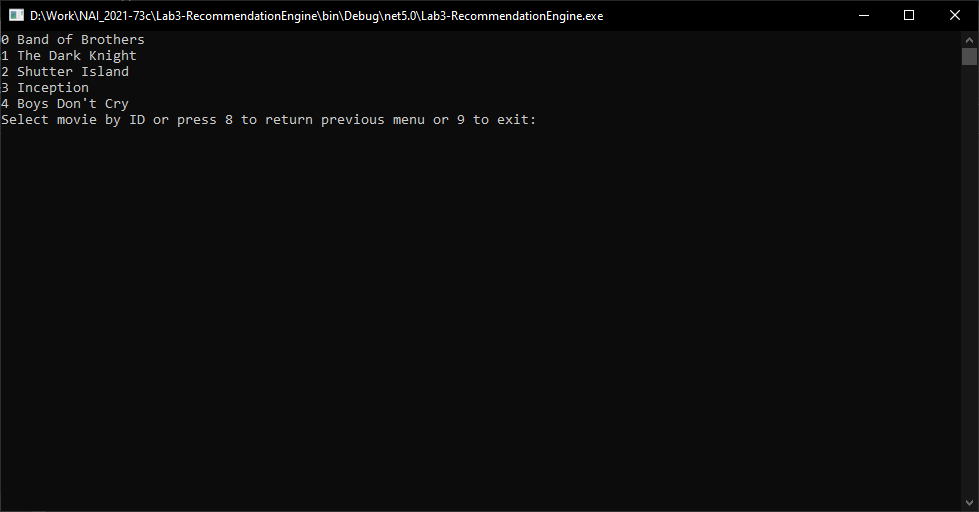 D:\Work\NAI_2021-73c\Lab3-RecommendationEngine\bin\Debug\net5.0\Lab3-RecommendationEngine.exe
0 Band of Brothers
1 The Dark Knight
2 Shutter Island
3 Inception
4 Boys Don't Cry
Select movie by ID or press 8 to return previous menu or 9 to exit: